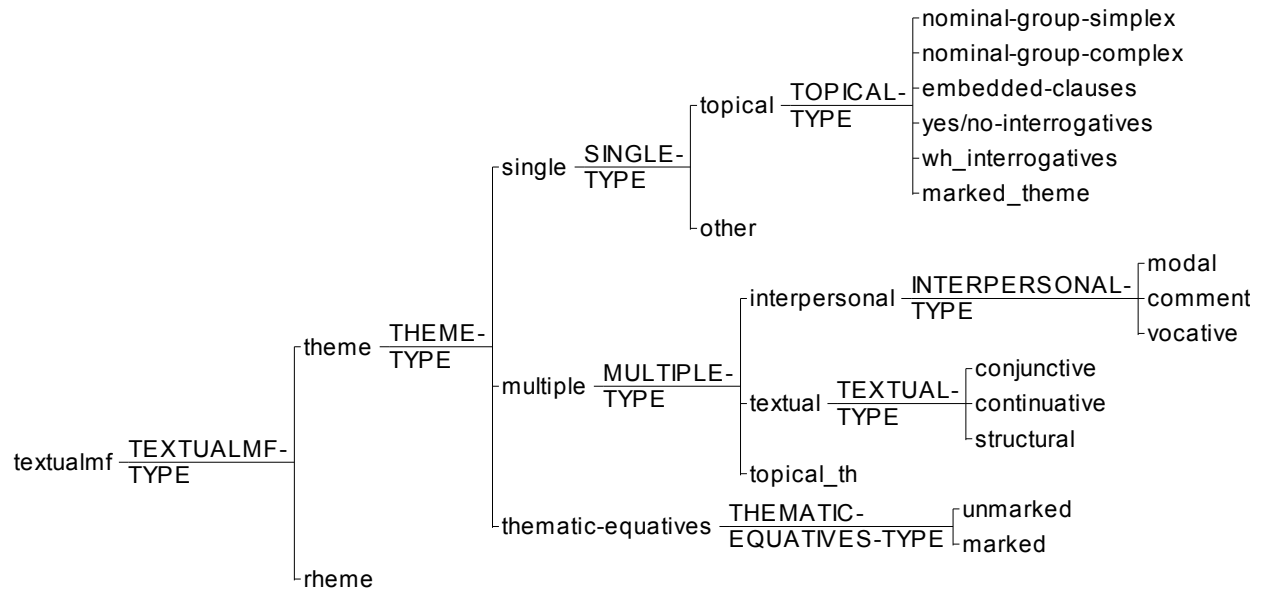 nominal-group-simplex
nominal-group-complex
embedded-clauses
yes/no-interrogatives
wh_interrogatives
marked_theme
topical
TOPICAL-
TYPE
single
SINGLE-
TYPE
other
modal
comment
vocative
interpersonal
INTERPERSONAL-
TYPE
theme
THEME-
TYPE
multiple
MULTIPLE-
TYPE
conjunctive
continuative
structural
textual
TEXTUAL-
TYPE
textualmf
TEXTUALMF-
TYPE
topical_th
thematic-equatives
THEMATIC-
EQUATIVES-TYPE
unmarked
marked
rheme